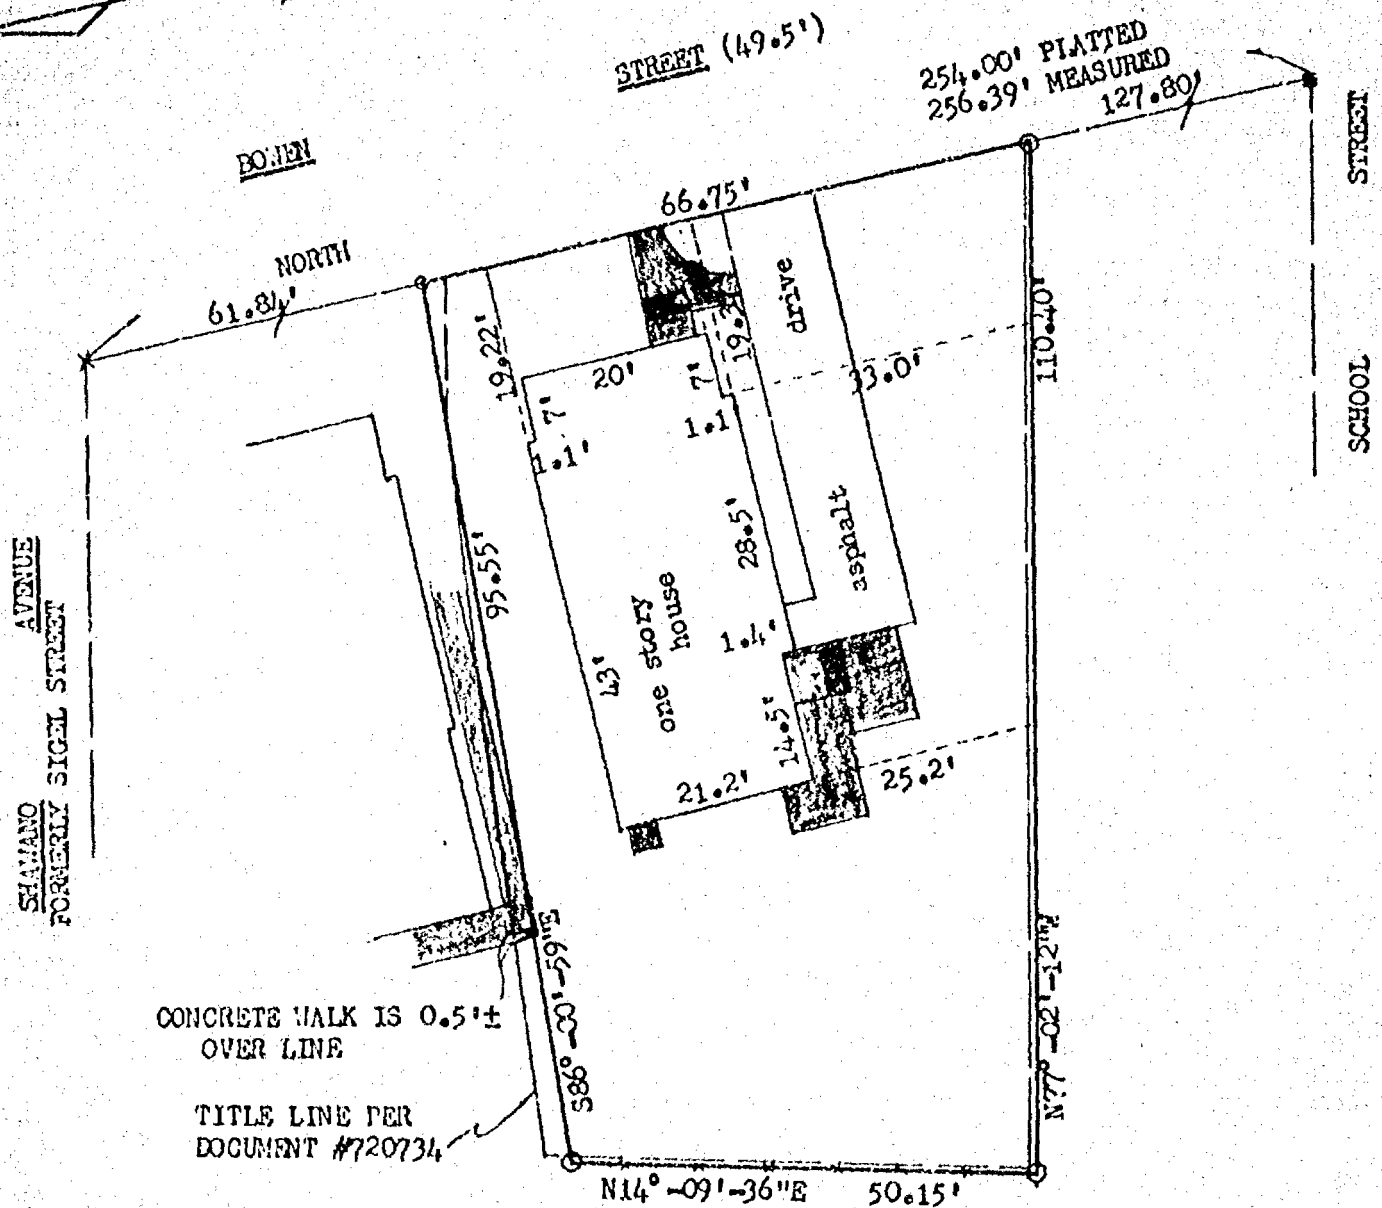 STREET (49.5')
254.00' PLATTED
256.39' MEASURED
127.80'
BOWEN
STREET
66.75'
NORTH
61.84'
drive
19.22'
110.40'
20'
7'
7'
33.0'
SCHOOL
1.1'
1.1
asphalt
28.5'
95.55'
AVENUE
one story
house
1.4'
43'
14.5'
21.2'
25.2'
SHAWANO
FORMERLY SIGEL STREET
S86°-00'-59"E
N77°-02'-12"W
CONCRETE WALK IS 0.5'±
OVER LINE
TITLE LINE PER
DOCUMENT #720734
N14°-09'-36"E
50.15'